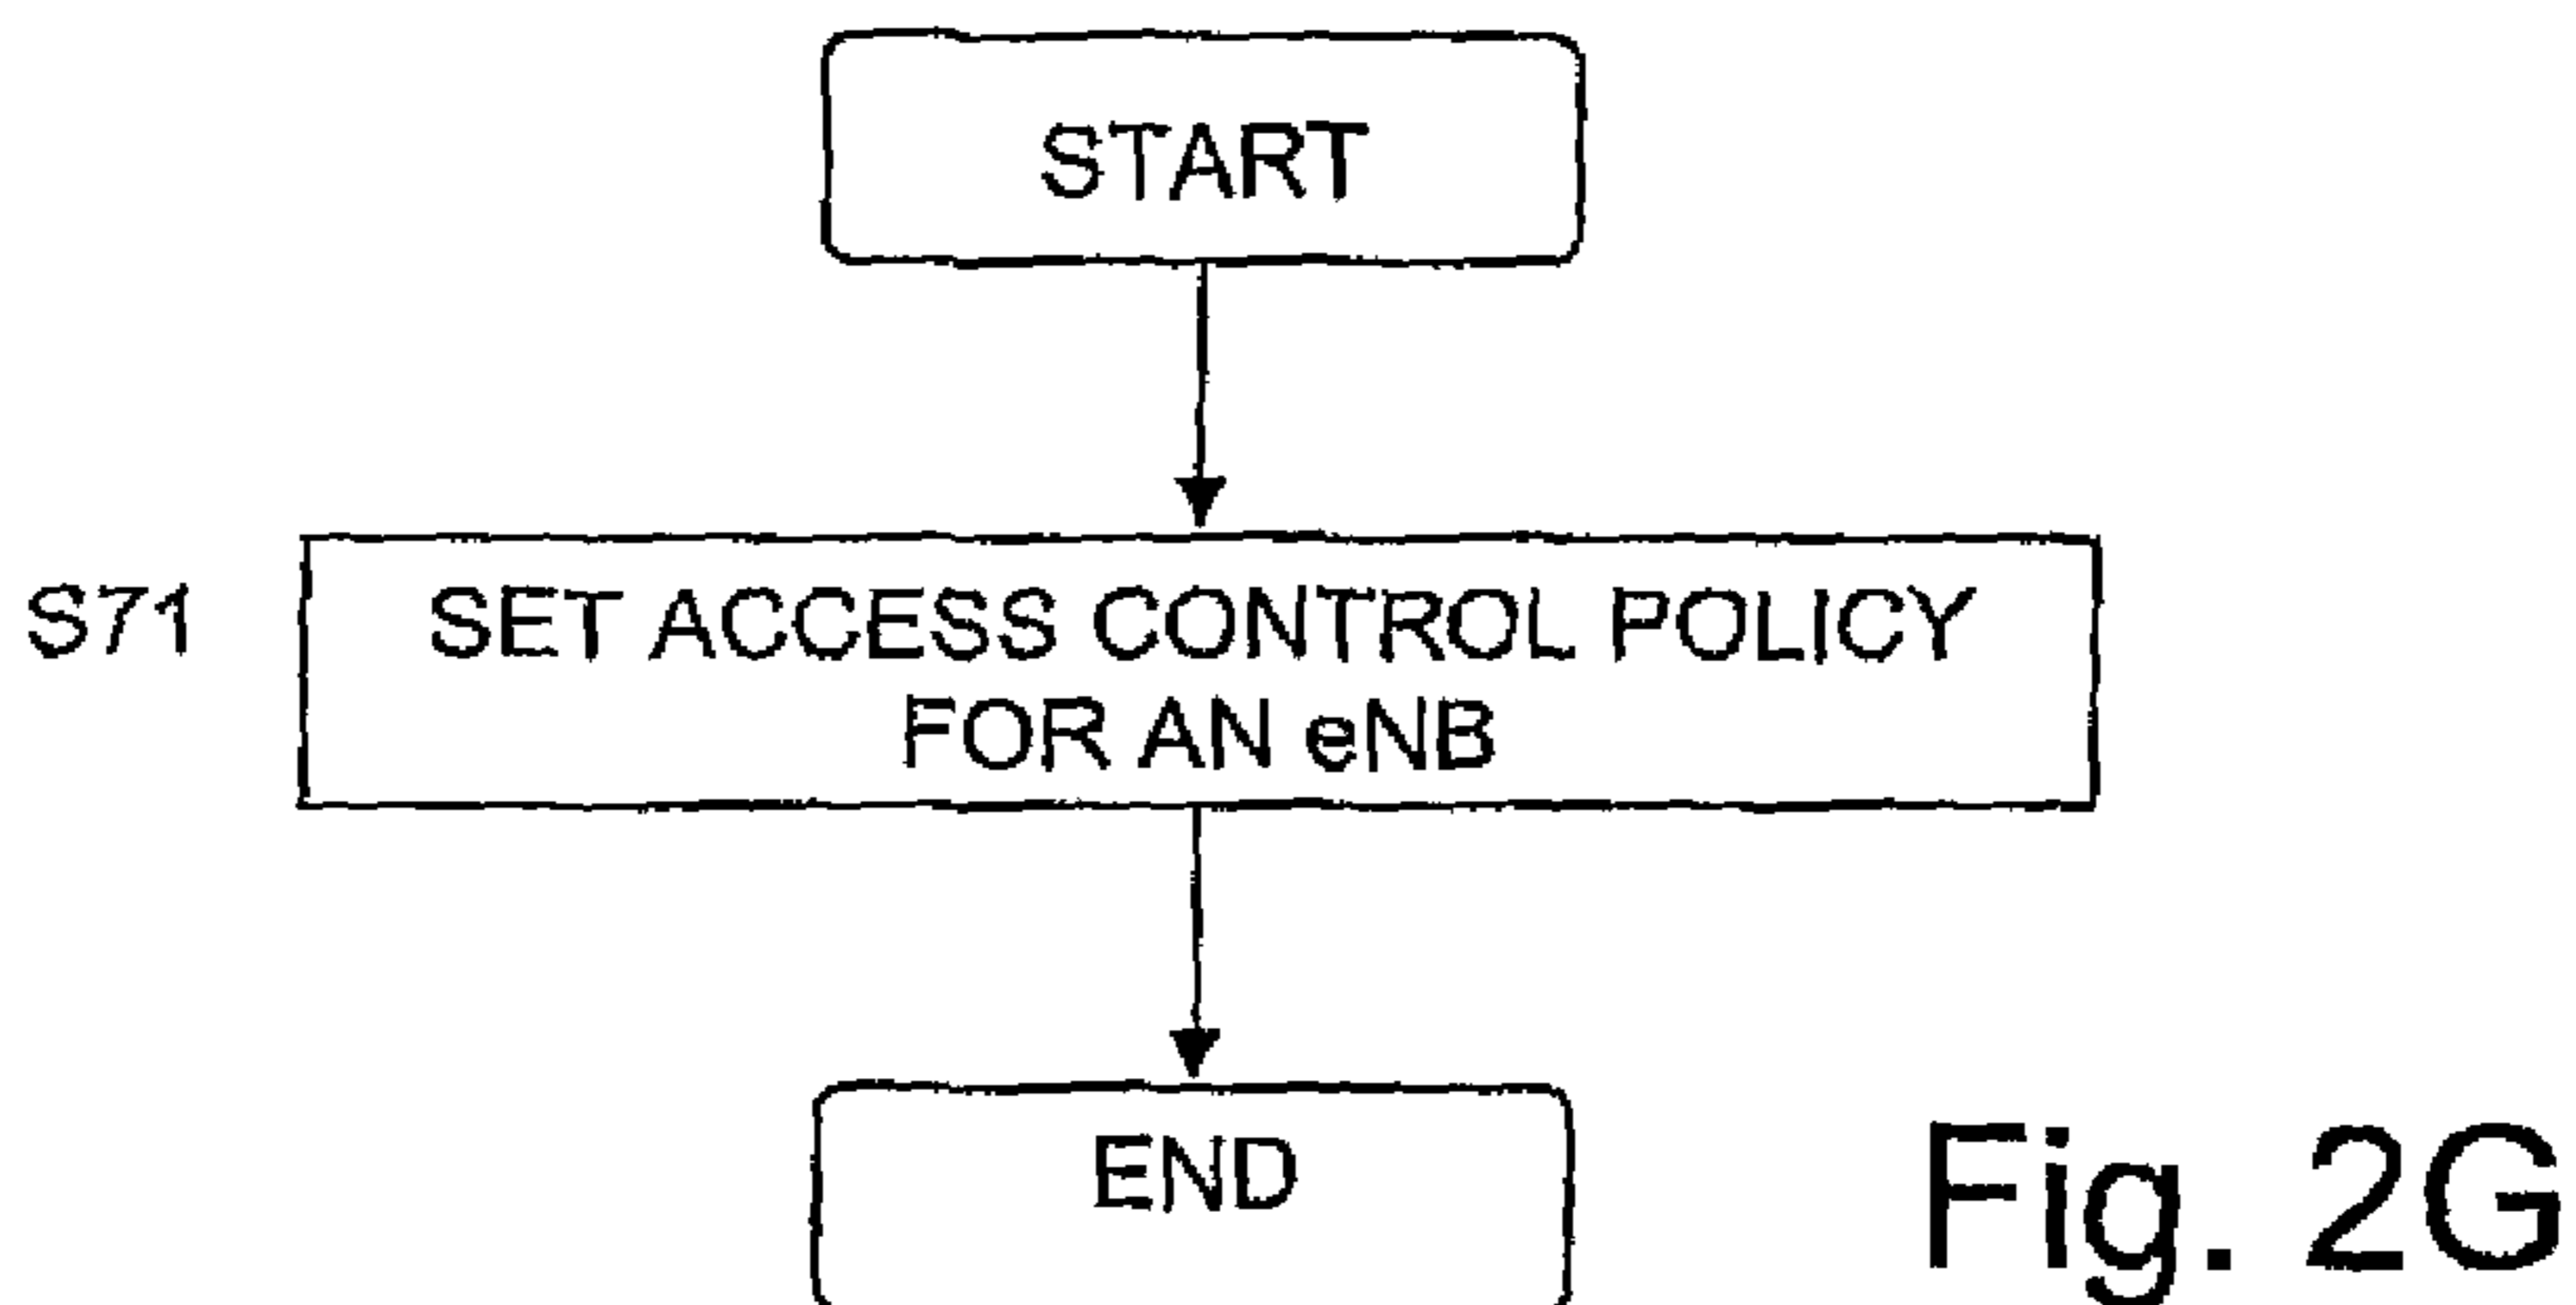 START
S71
SET ACCESS CONTROL POLICY
FOR AN eNB
END
Fig. 2G